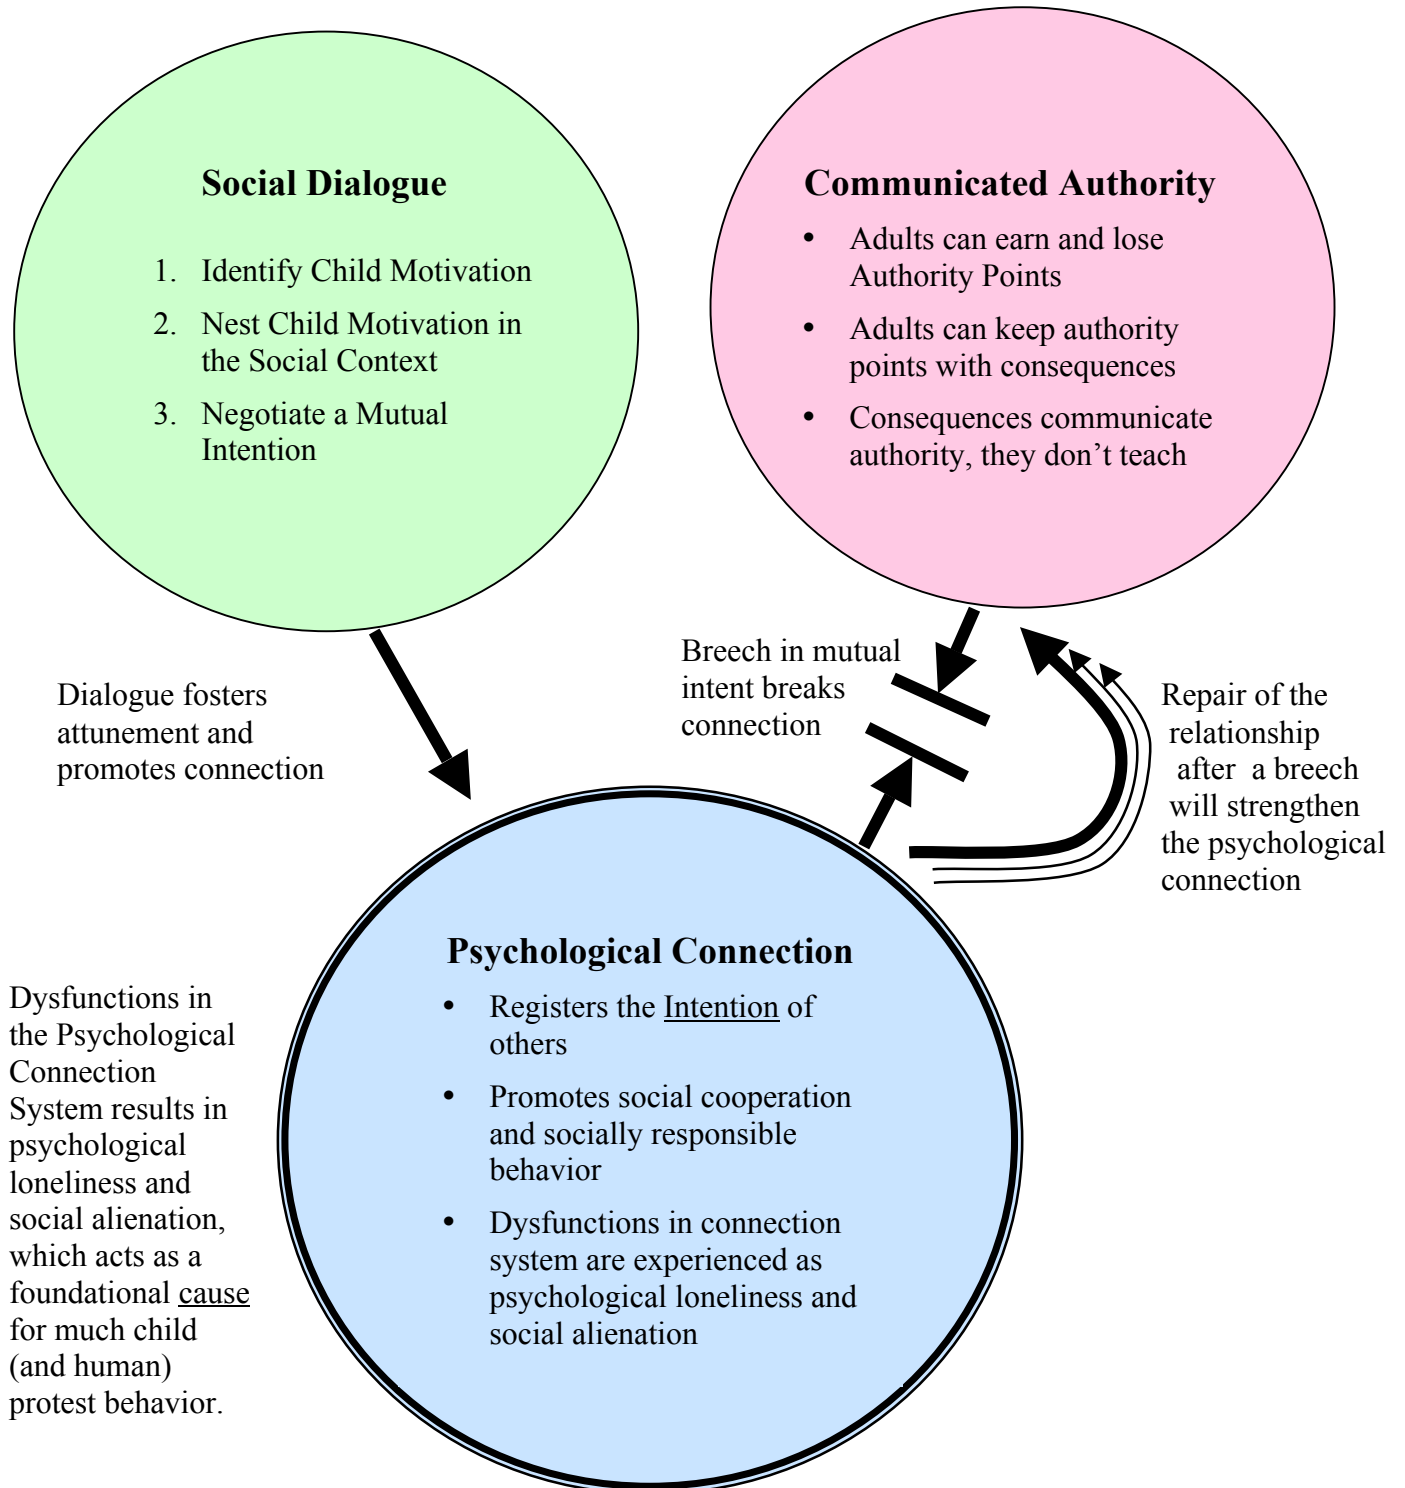 Social Dialogue
1. Identify Child Motivation
2. Nest Child Motivation in
the Social Context
3. Negotiate a Mutual
Intention
Communicated Authority
• Adults can earn and lose
Authority Points
• Adults can keep authority
points with consequences
• Consequences communicate
authority, they don’t teach
Dialogue fosters
attunement and
promotes connection
Breech in mutual
intent breaks
connection
Repair of the
relationship
after a breech
will strengthen
the psychological
connection
Psychological Connection
• Registers the Intention of
others
• Promotes social cooperation
and socially responsible
behavior
• Dysfunctions in connection
system are experienced as
psychological loneliness and
social alienation
Dysfunctions in
the Psychological
Connection
System results in
psychological
loneliness and
social alienation,
which acts as a
foundational cause
for much child
(and human)
protest behavior.